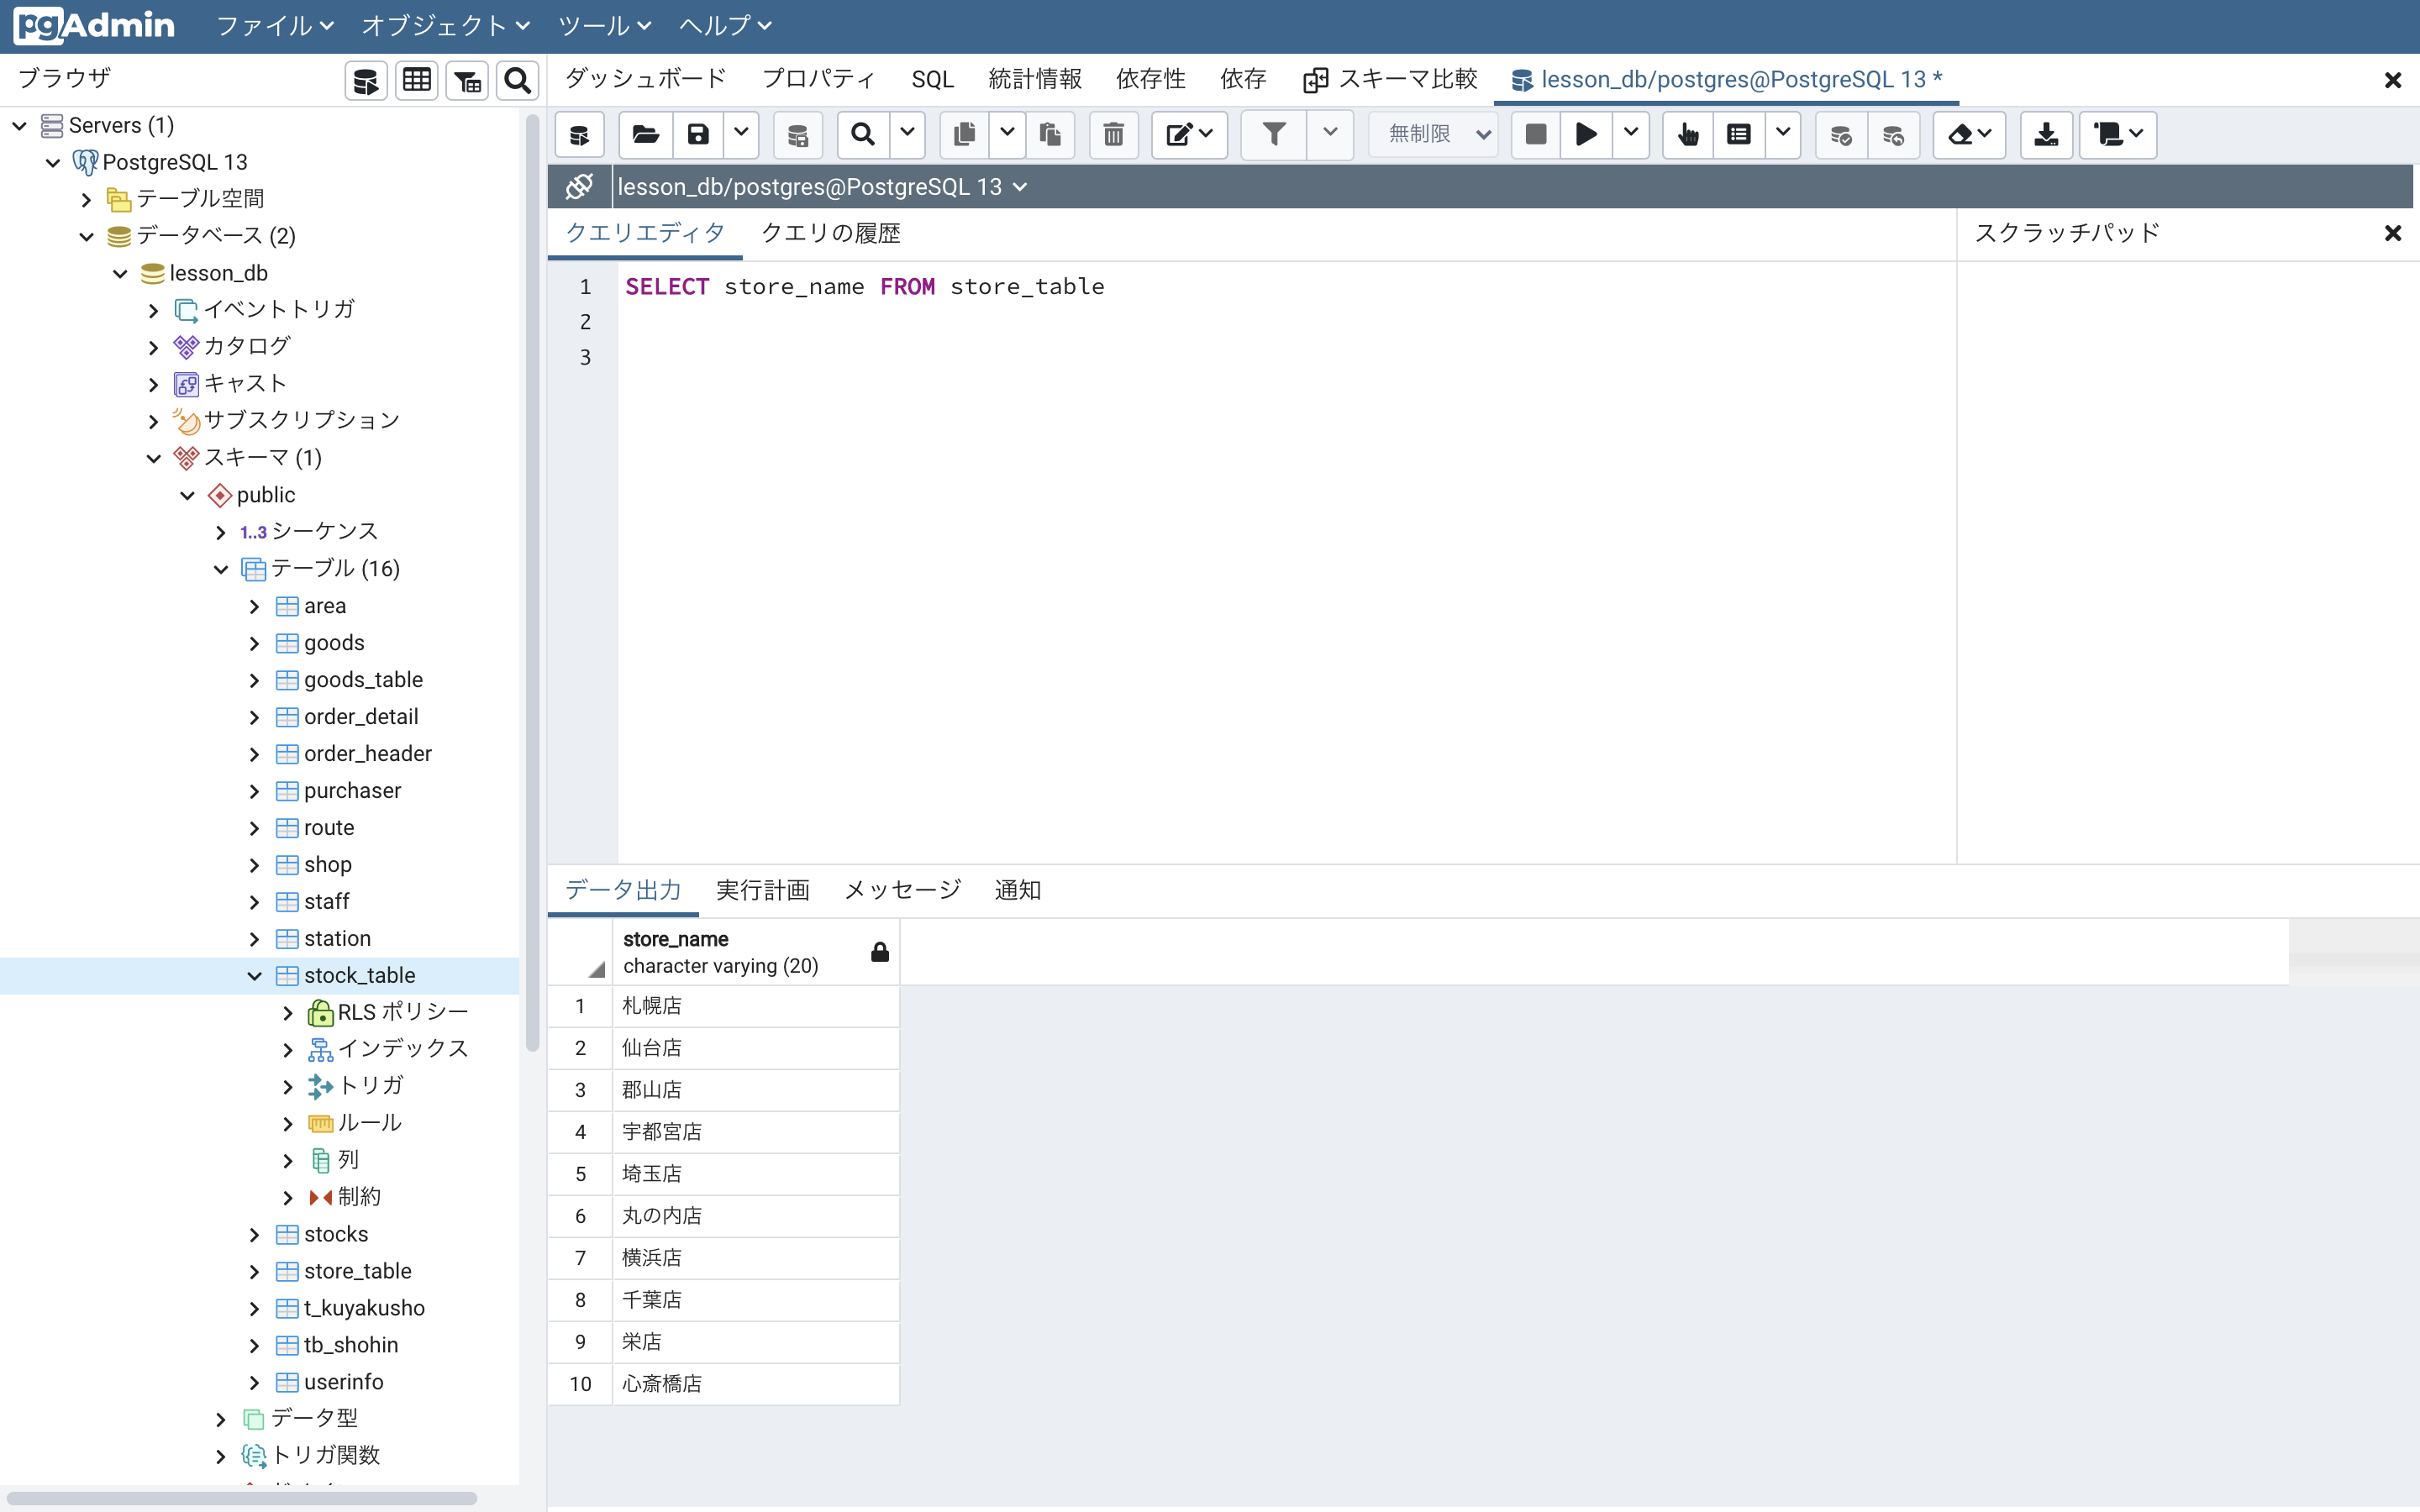 pgAdmin ファイル オブジェクト ツール ヘルプ
ブラウザ
ダッシュボード プロパティ SQL 統計情報 依存性 依存 スキーマ比較 lesson_db/postgres@PostgreSQL 13 *
Servers (1)
PostgreSQL 13
テーブル空間
データベース (2)
lesson_db
イベントトリガ
カタログ
キャスト
サブスクリプション
スキーマ (1)
public
1..3 シーケンス
テーブル (16)
area
goods
goods_table
order_detail
order_header
purchaser
route
shop
staff
station
stock_table
RLS ポリシー
インデックス
トリガ
ルール
列
制約
stocks
store_table
t_kuyakusho
tb_shohin
userinfo
データ型
トリガ関数
無制限
lesson_db/postgres@PostgreSQL 13
クエリエディタ クエリの履歴
スクラッチパッド
1 SELECT store_name FROM store_table
2
3
データ出力 実行計画 メッセージ 通知
store_name
character varying (20)
1 札幌店
2 仙台店
3 郡山店
4 宇都宮店
5 埼玉店
6 丸の内店
7 横浜店
8 千葉店
9 栄店
10 心斎橋店